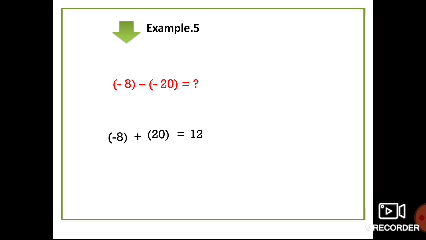 Example.5
(- 8) – (- 20) = ?
(-8) + (20) = 12
RECORDER